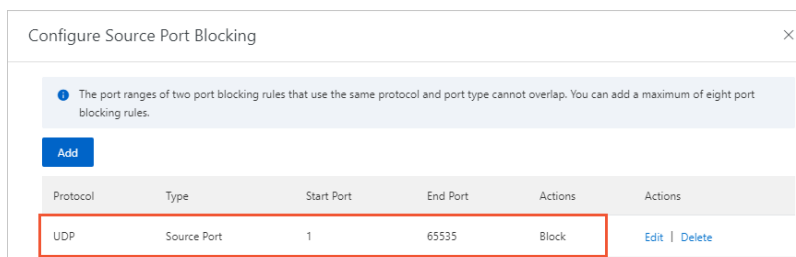 Configure Source Port Blocking
The port ranges of two port blocking rules that use the same protocol and port type cannot overlap. You can add a maximum of eight port
blocking rules.
Add
Protocol Type Start Port End Port Actions Actions
UDP Source Port 1 65535 Block Edit | Delete